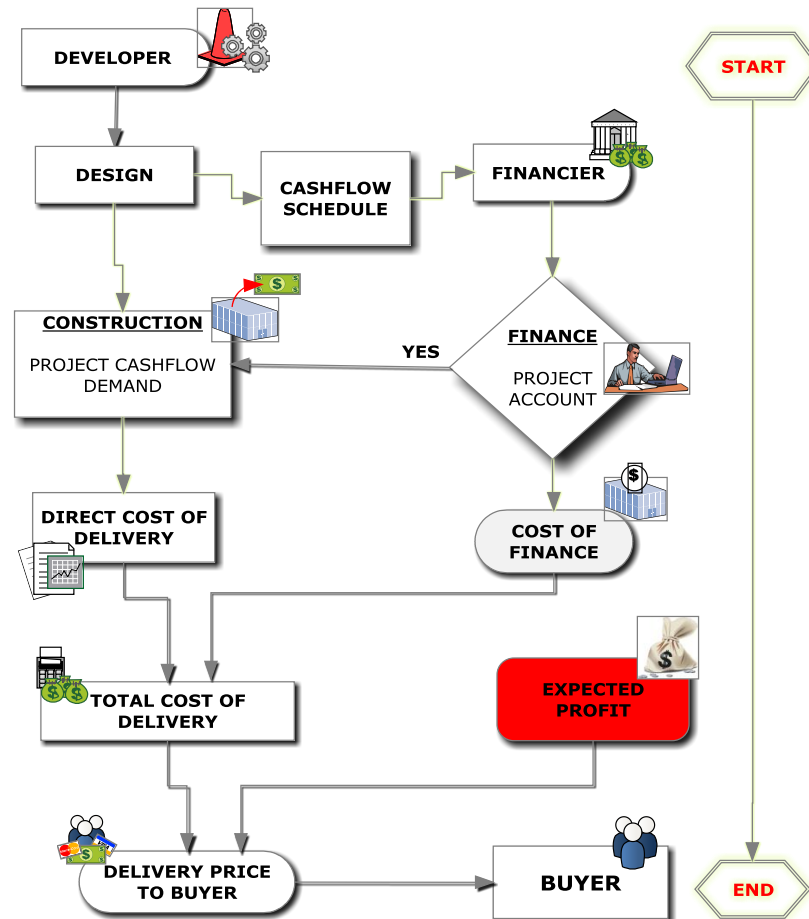 DEVELOPER
START
DESIGN
CASHFLOW
SCHEDULE
FINANCIER
CONSTRUCTION
PROJECT CASHFLOW
DEMAND
YES
FINANCE
PROJECT
ACCOUNT
DIRECT COST OF
DELIVERY
COST OF
FINANCE
TOTAL COST OF
DELIVERY
EXPECTED
PROFIT
DELIVERY PRICE
TO BUYER
BUYER
END